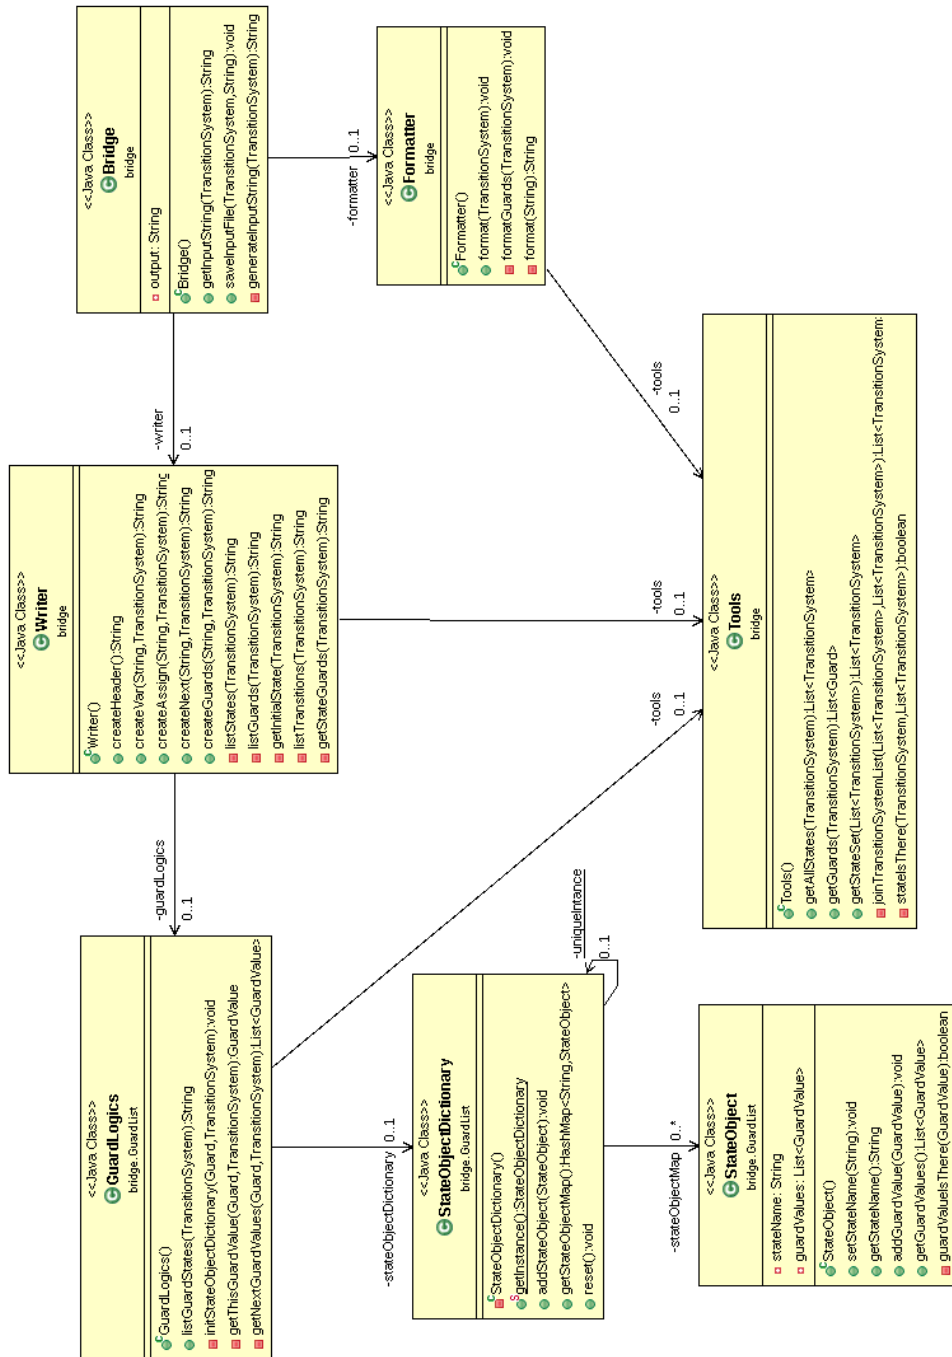 <<Java Class>>
Bridge
bridge
output: String
Bridge()
getInputString(TransitionSystem):String
saveInputFile(TransitionSystem,String):void
generateInputString(TransitionSystem):String
-formatter 0..1
<<Java Class>>
Formatter
bridge
Formatter()
format(TransitionSystem):void
formatGuards(TransitionSystem):void
format(String):String
-writer
0..1
<<Java Class>>
Writer
bridge
Writer()
createHeader():String
createVar(String,TransitionSystem):String
createAssign(String,TransitionSystem):String
createNext(String,TransitionSystem):String
createGuards(String,TransitionSystem):String
listStates(TransitionSystem):String
listGuards(TransitionSystem):String
getInitialState(TransitionSystem):String
listTransitions(TransitionSystem):String
getStateGuards(TransitionSystem):String
-tools
0..1
-tools
0..1
-tools
0..1
<<Java Class>>
Tools
bridge
Tools()
getAllStates(TransitionSystem):List<TransitionSystem>
getGuards(TransitionSystem):List<Guard>
getStateSet(List<TransitionSystem>):List<TransitionSystem>
joinTransitionSystemList(List<TransitionSystem>,List<TransitionSystem>):List<TransitionSystem:
stateIsThere(TransitionSystem,List<TransitionSystem>):boolean
-guardLogics
0..1
<<Java Class>>
GuardLogics
bridge.GuardList
GuardLogics()
listGuardStates(TransitionSystem):String
initStateObjectDictionary(Guard,TransitionSystem):void
getThisGuardValue(Guard,TransitionSystem):GuardValue
getNextGuardValues(Guard,TransitionSystem):List<GuardValue>
-stateObjectDictionary 0..1
<<Java Class>>
StateObjectDictionary
bridge.GuardList
StateObjectDictionary()
getInstance():StateObjectDictionary
addStateObject(StateObject):void
getStateObjectMap():HashMap<String,StateObject>
reset():void
-uniqueIntance
0..1
-stateObjectMap 0..*
<<Java Class>>
StateObject
bridge.GuardList
stateName: String
guardValues: List<GuardValue>
StateObject()
setStateName(String):void
getStateName():String
addGuardValue(GuardValue):void
getGuardValues():List<GuardValue>
guardValueIsThere(GuardValue):boolean